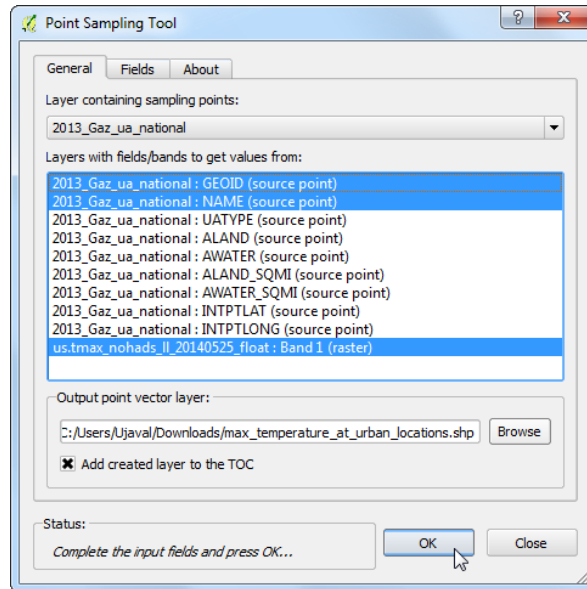 Point Sampling Tool
General Fields About
Layer containing sampling points:
2013_Gaz_ua_national
Layers with fields/bands to get values from:
2013_Gaz_ua_national : GEOID (source point)
2013_Gaz_ua_national : NAME (source point)
2013_Gaz_ua_national : UATYPE (source point)
2013_Gaz_ua_national : ALAND (source point)
2013_Gaz_ua_national : AWATER (source point)
2013_Gaz_ua_national : ALAND_SQMI (source point)
2013_Gaz_ua_national : AWATER_SQMI (source point)
2013_Gaz_ua_national : INTPTLAT (source point)
2013_Gaz_ua_national : INTPTLONG (source point)
us.tmax_nohads_ll_20140525_float : Band 1 (raster)
Output point vector layer:
C:/Users/Ujaval/Downloads/max_temperature_at_urban_locations.shp Browse
Add created layer to the TOC
Status:
Complete the input fields and press OK...
OK Close